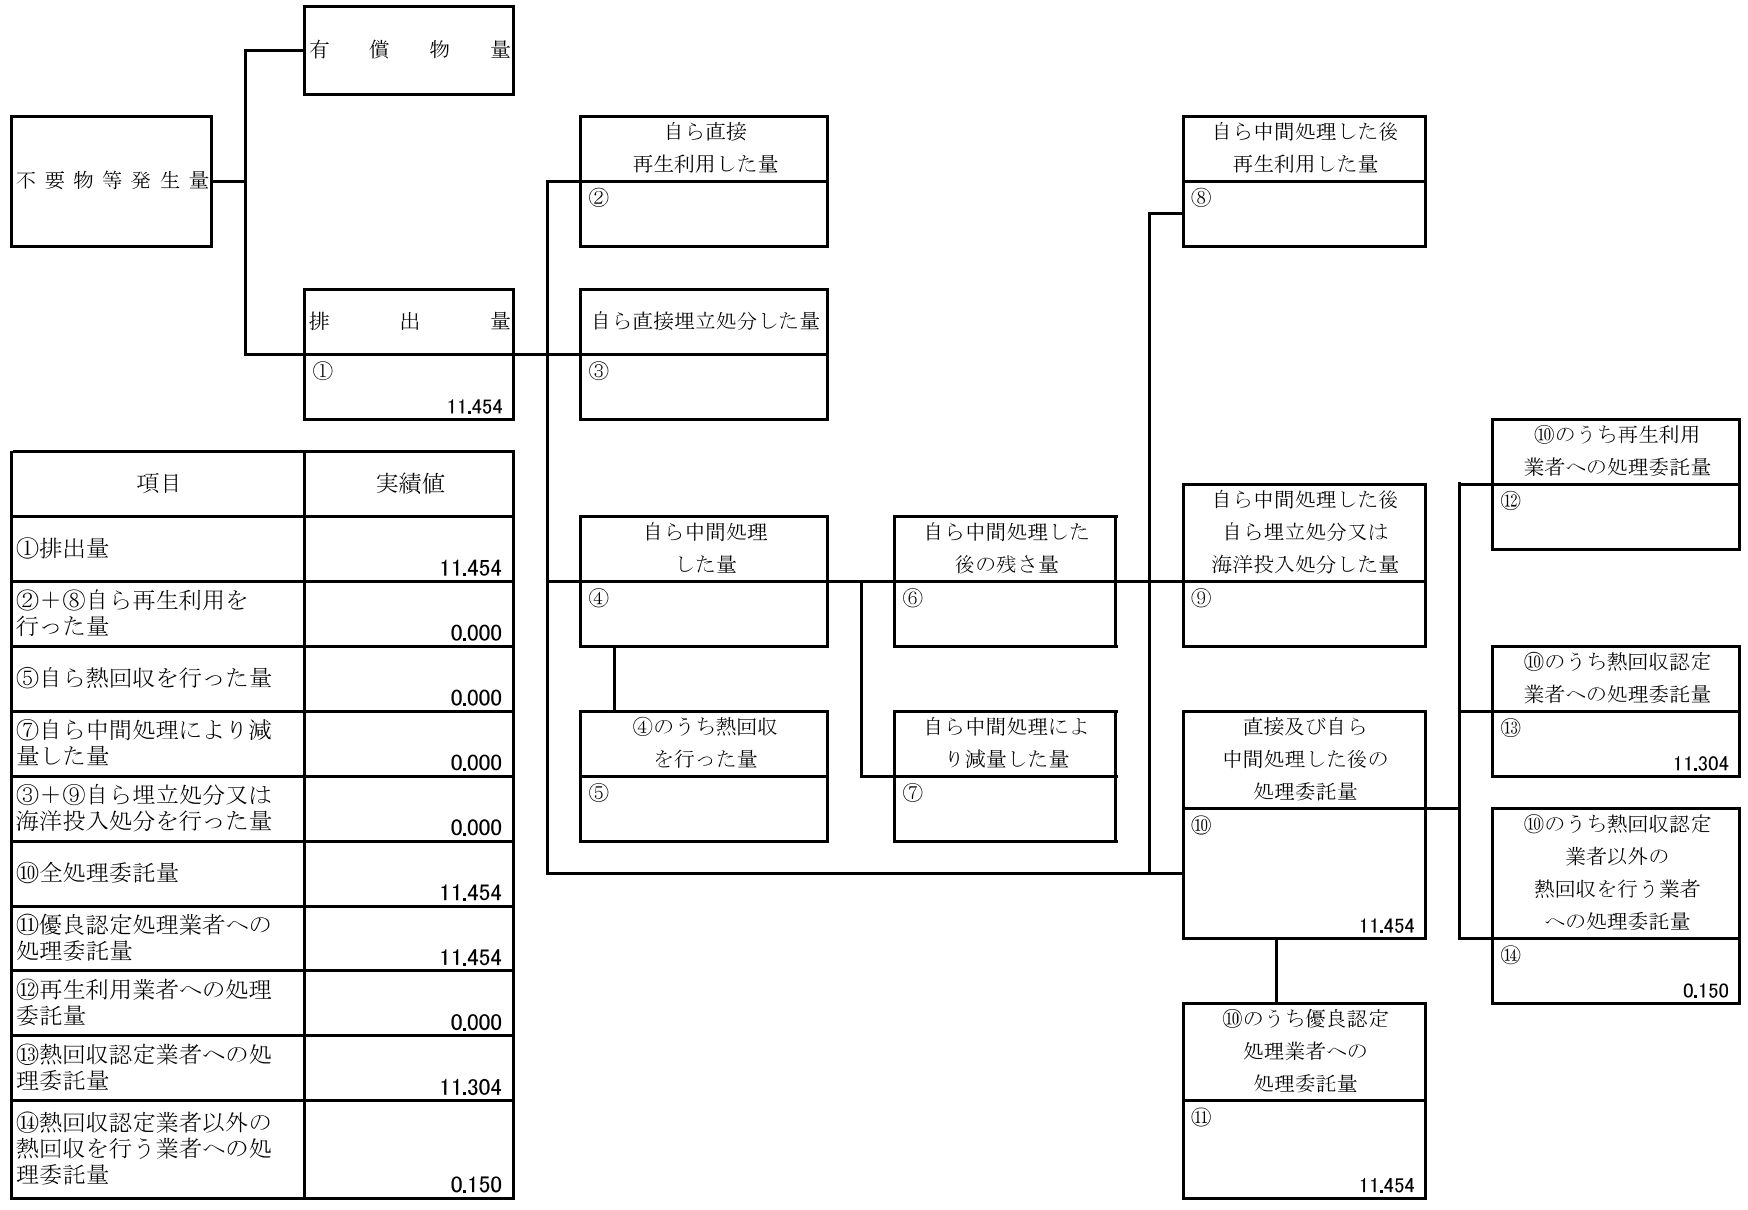 有償物量
不要物等発生量
自ら直接
再生利用した量
②
自ら中間処理した後
再生利用した量
⑧
排出量
①
11.454
自ら直接埋立処分した量
③
項目 実績値
①排出量
11.454
②+⑧自ら再生利用を
行った量
0.000
⑤自ら熱回収を行った量
0.000
⑦自ら中間処理により減
量した量
0.000
③+⑨自ら埋立処分又は
海洋投入処分を行った量
0.000
⑩全処理委託量
11.454
⑪優良認定処理業者への
処理委託量
11.454
⑫再生利用業者への処理
委託量
0.000
⑬熱回収認定業者への処
理委託量
11.304
⑭熱回収認定業者以外の
熱回収を行う業者への処
理委託量
0.150
自ら中間処理
した量
④
④のうち熱回収
を行った量
⑤
自ら中間処理した
後の残さ量
⑥
自ら中間処理によ
り減量した量
⑦
自ら中間処理した後
自ら埋立処分又は
海洋投入処分した量
⑨
直接及び自ら
中間処理した後の
処理委託量
⑩
11.454
⑩のうち優良認定
処理業者への
処理委託量
⑪
11.454
⑩のうち再生利用
業者への処理委託量
⑫
⑩のうち熱回収認定
業者への処理委託量
⑬
11.304
⑩のうち熱回収認定
業者以外の
熱回収を行う業者
への処理委託量
⑭
0.150